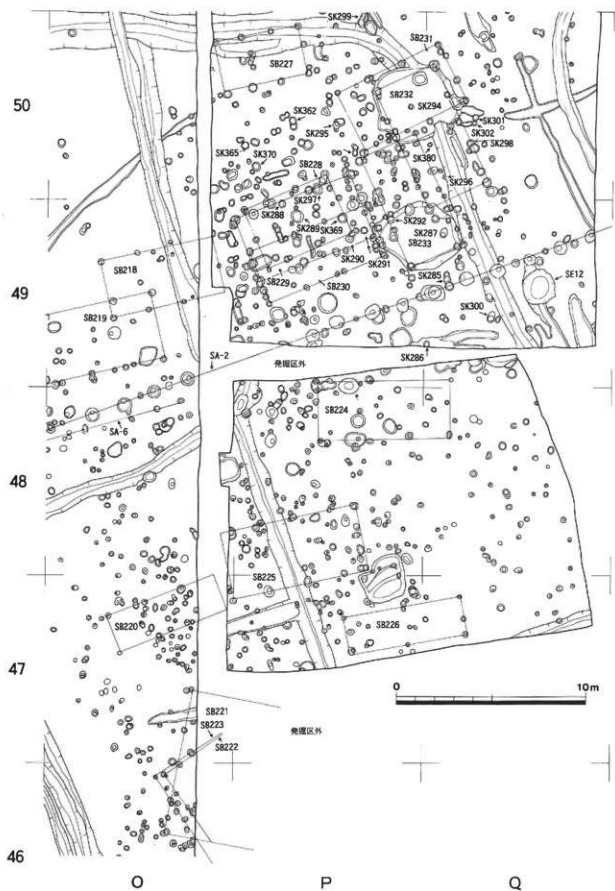 SK299
SB231
SB227
50
SB232
SK294
SK362
SK301
SK302
SK295
SK298
SK365
SK370
SK380
SB228
SK296
SK297
SK288
SK292
SK287
SK289
SK369
SB233
SK290
SK291
SB218
SK285
SE12
SB229
SB230
49
SB219
SK300
SA-2
発掘区外
SK286
SB224
SA-6
48
SB225
SB220
SB226
47
0 10m
SB221
SB223
SB222
発掘区外
46
O P Q